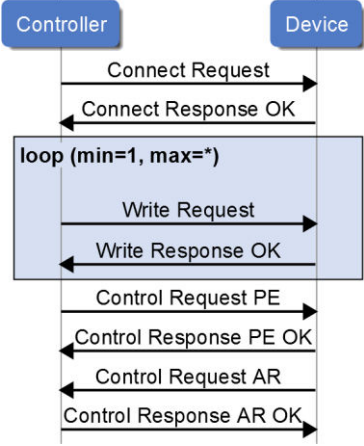 Controller
Device
Connect Request
Connect Response OK
loop (min=1, max=*)
Write Request
Write Response OK
Control Request PE
Control Response PE OK
Control Request AR
Control Response AR OK